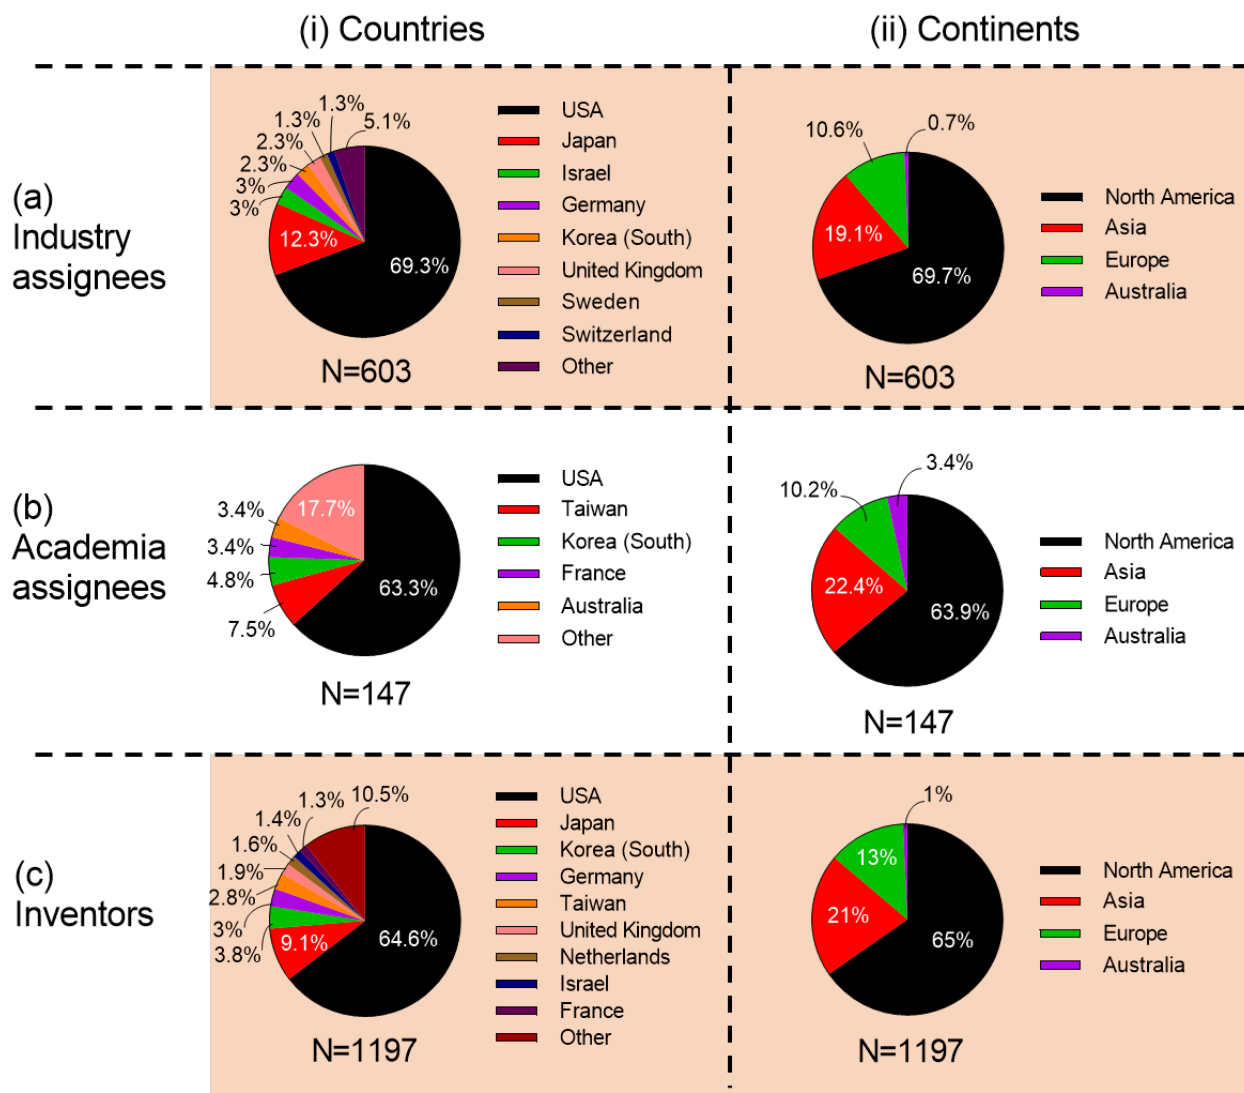 (i) Countries
(ii) Continents
(a)
Industry
assignees
1.3%
1.3%
5.1%
2.3%
2.3%
3%
3%
12.3%
69.3%
N=603
USA
Japan
Israel
Germany
Korea (South)
United Kingdom
Sweden
Switzerland
Other
10.6%
0.7%
19.1%
69.7%
N=603
North America
Asia
Europe
Australia
(b)
Academia
assignees
17.7%
3.4%
3.4%
4.8%
7.5%
63.3%
N=147
USA
Taiwan
Korea (South)
France
Australia
Other
3.4%
10.2%
22.4%
63.9%
N=147
North America
Asia
Europe
Australia
(c)
Inventors
1.3%
10.5%
1.4%
1.6%
1.9%
2.8%
3%
3.8%
9.1%
64.6%
N=1197
USA
Japan
Korea (South)
Germany
Taiwan
United Kingdom
Netherlands
Israel
France
Other
1%
13%
21%
65%
N=1197
North America
Asia
Europe
Australia